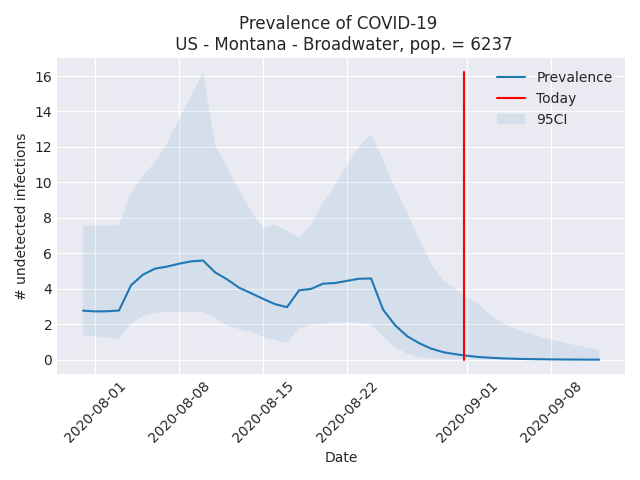 Prevalence of COVID-19
US - Montana - Broadwater, pop. = 6237
# undetected infections
16
14
12
10
8
6
4
2
0
Prevalence
Today
95CI
2020-08-01
2020-08-08
2020-08-15
2020-08-22
2020-09-01
2020-09-08
Date